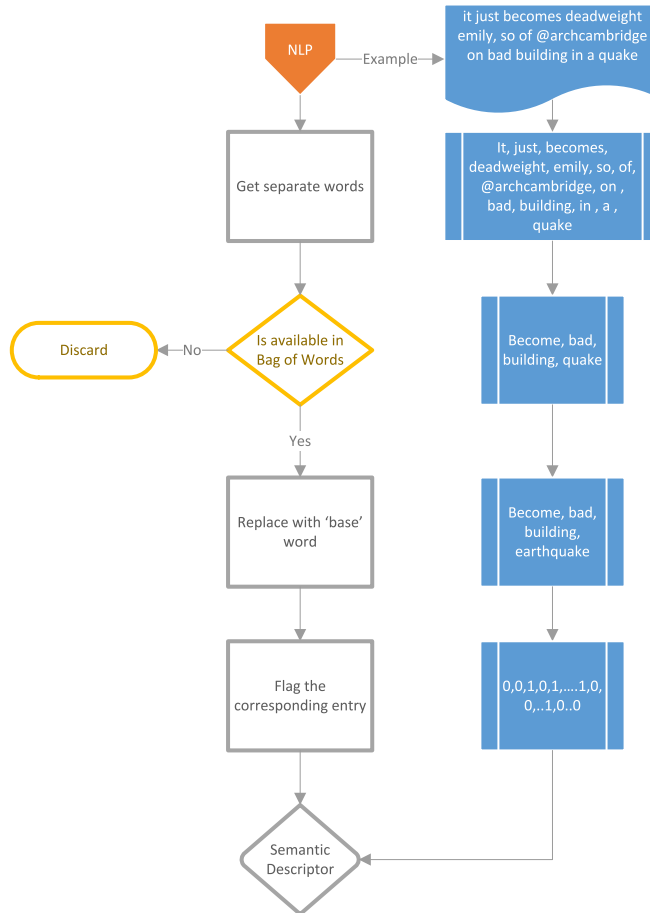 NLP
Example
it just becomes deadweight
emily, so of @archcambridge
on bad building in a quake
Get separate words
It, just, becomes,
deadweight, emily, so, of,
@archcambridge, on ,
bad, building, in , a ,
quake
Is available in
Bag of Words
No
Discard
Become, bad,
building, quake
Yes
Replace with ‘base’
word
Become, bad,
building,
earthquake
Flag the
corresponding entry
0,0,1,0,1,….1,0,
0,..1,0..0
Semantic
Descriptor